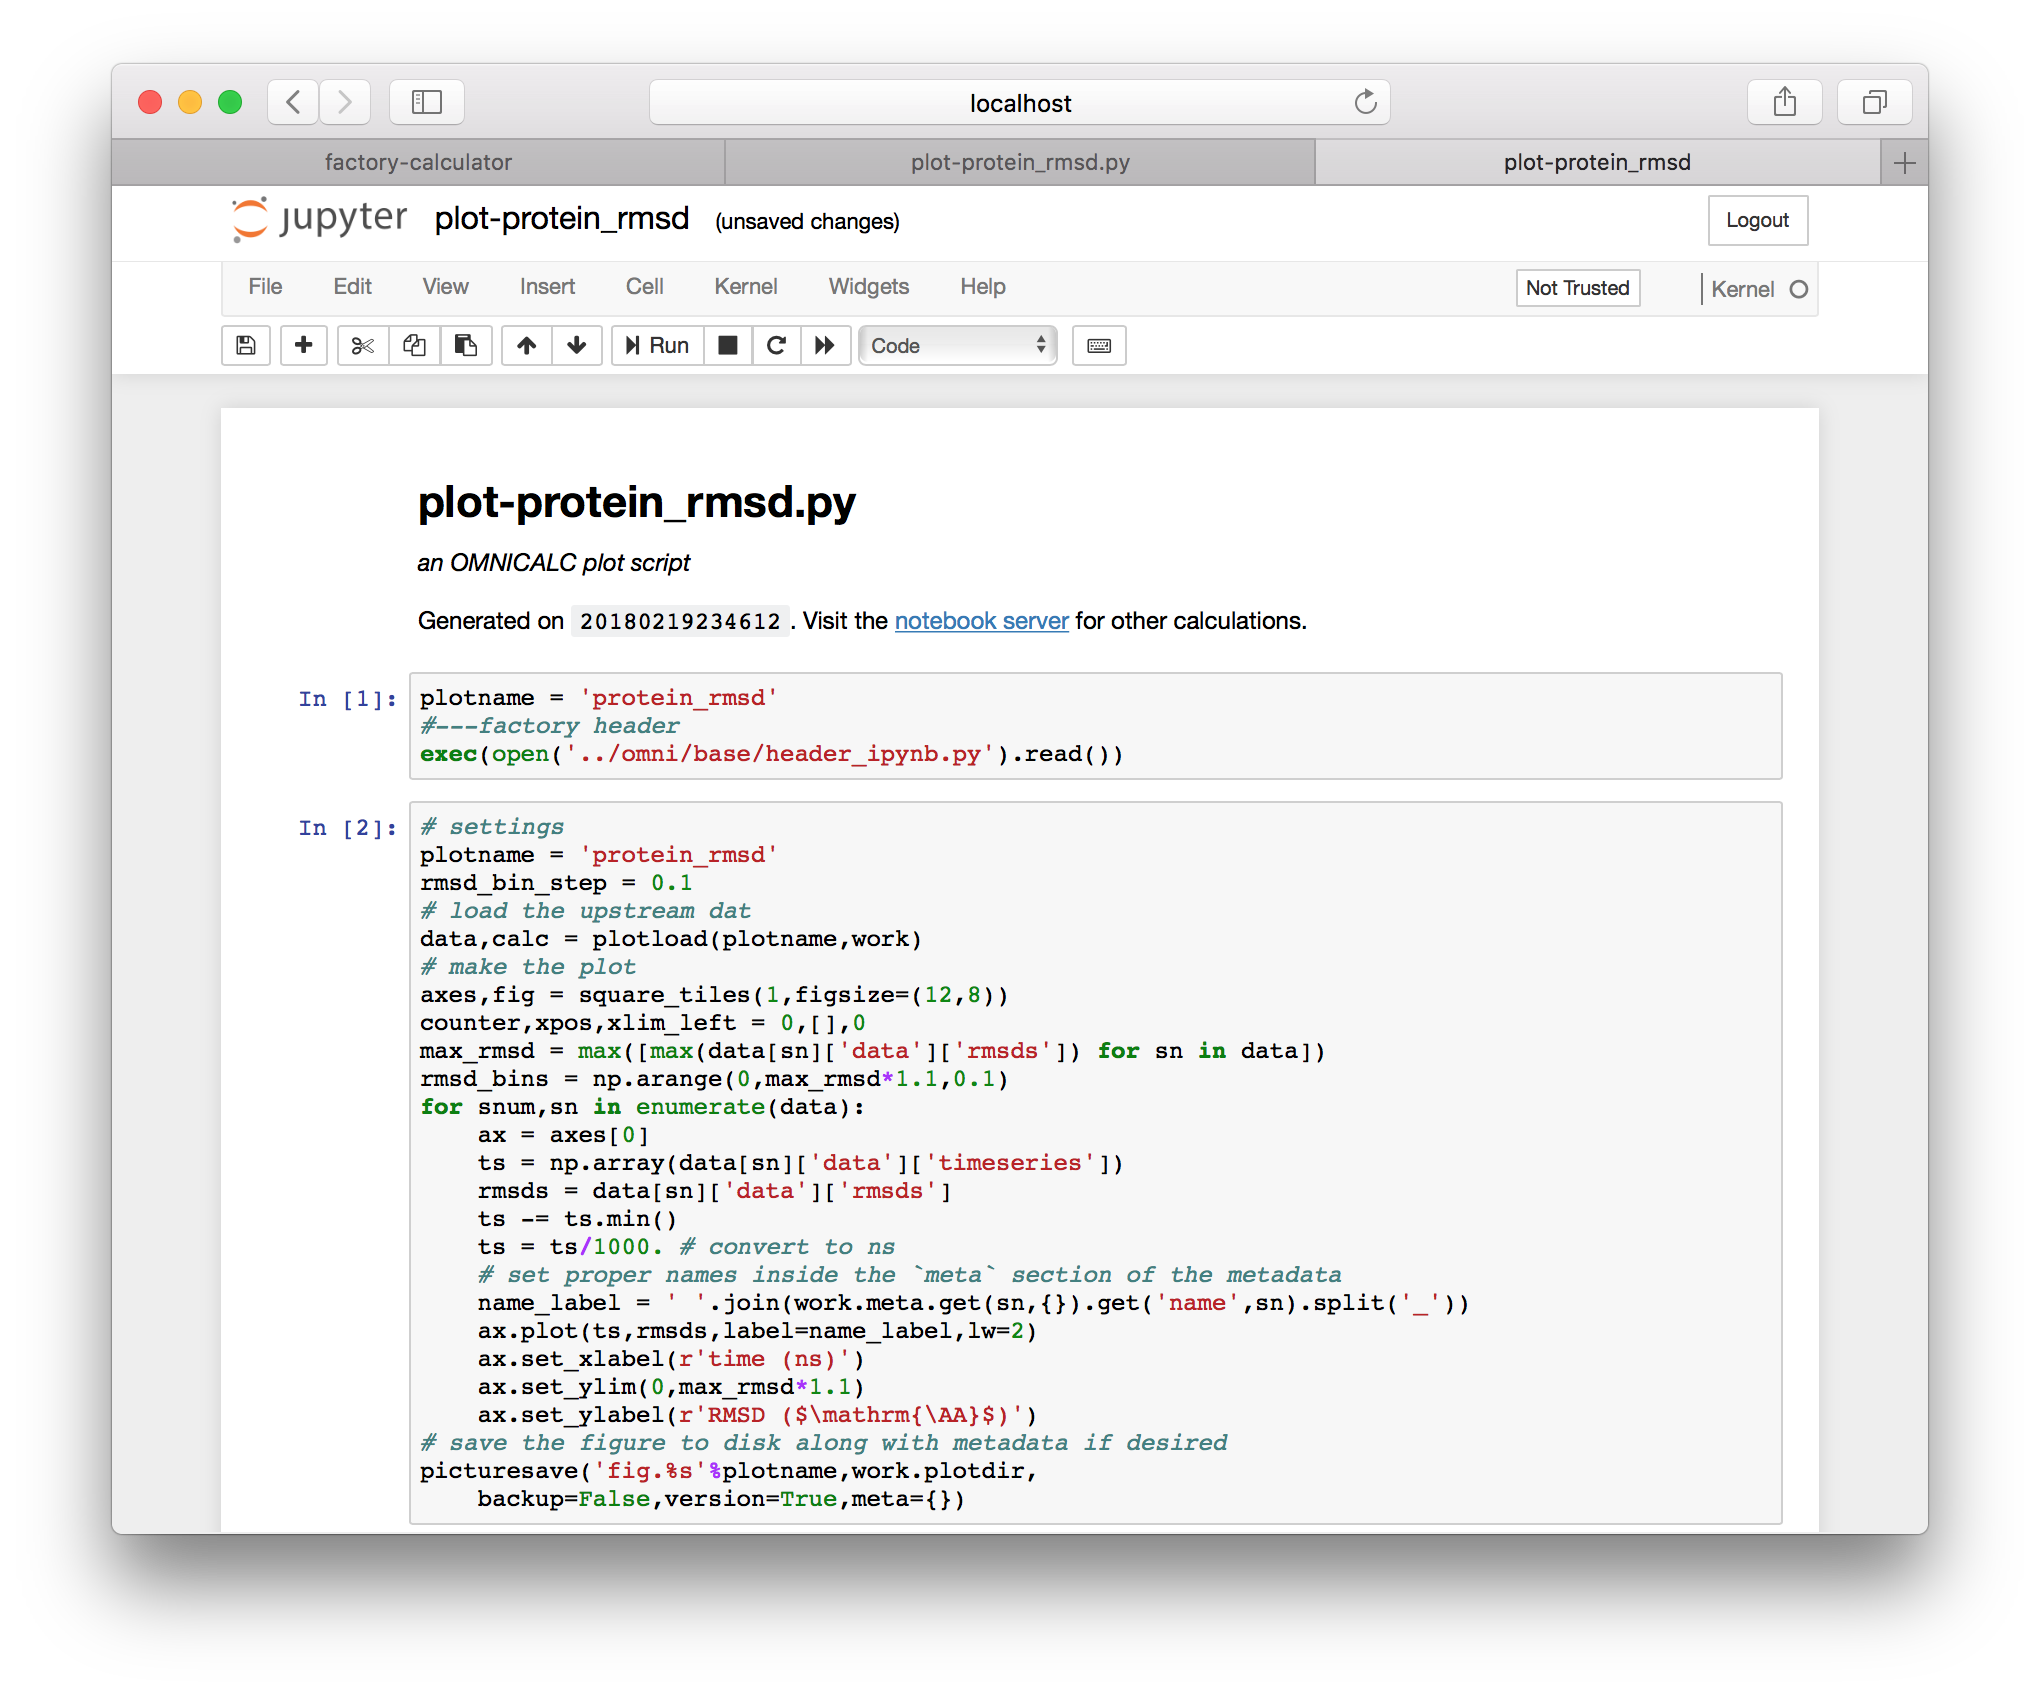 localhost
factory-calculator
plot-protein_rmsd.py
plot-protein_rmsd
jupyter plot-protein_rmsd (unsaved changes)
Logout
File Edit View Insert Cell Kernel Widgets Help
Not Trusted
Kernel
Run
Code
plot-protein_rmsd.py
an OMNICALC plot script
Generated on 20180219234612 . Visit the notebook server for other calculations.
In [1]:
plotname = 'protein_rmsd'
#---factory header
exec(open('../omni/base/header_ipynb.py').read())
In [2]:
# settings
plotname = 'protein_rmsd'
rmsd_bin_step = 0.1
# load the upstream dat
data,calc = plotload(plotname,work)
# make the plot
axes,fig = square_tiles(1,figsize=(12,8))
counter,xpos,xlim_left = 0,[],0
max_rmsd = max([max(data[sn]['data']['rmsds']) for sn in data])
rmsd_bins = np.arange(0,max_rmsd*1.1,0.1)
for snum,sn in enumerate(data):
    ax = axes[0]
    ts = np.array(data[sn]['data']['timeseries'])
    rmsds = data[sn]['data']['rmsds']
    ts -= ts.min()
    ts = ts/1000. # convert to ns
    # set proper names inside the `meta` section of the metadata
    name_label = ' '.join(work.meta.get(sn,{}).get('name',sn).split('_'))
    ax.plot(ts,rmsds,label=name_label,lw=2)
    ax.set_xlabel(r'time (ns)')
    ax.set_ylim(0,max_rmsd*1.1)
    ax.set_ylabel(r'RMSD ($\mathrm{\AA}$)')
# save the figure to disk along with metadata if desired
picturesave('fig.%s'%plotname,work.plotdir,
    backup=False,version=True,meta={})